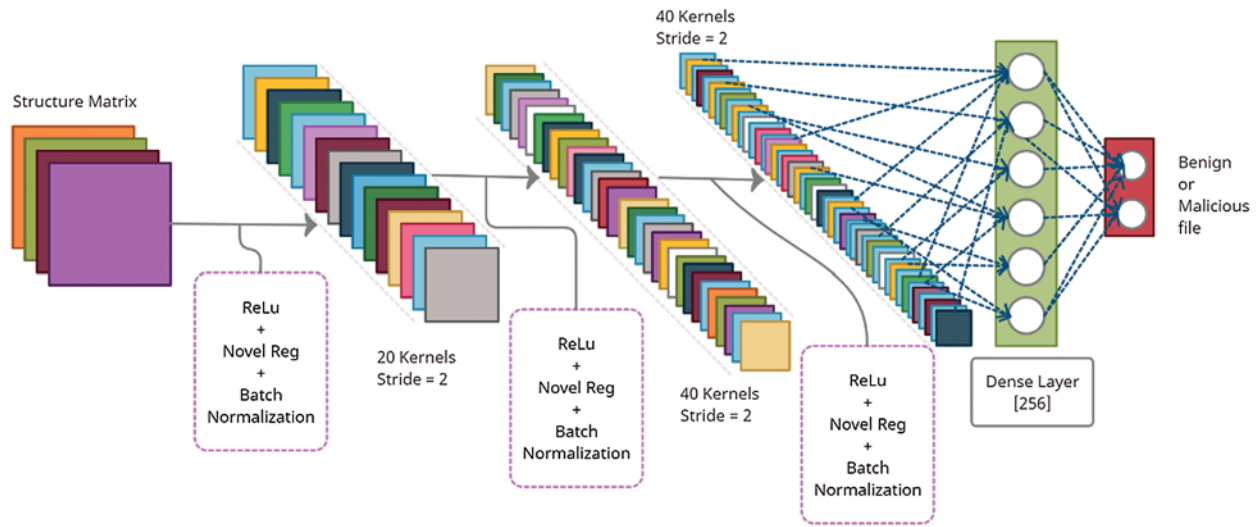 40 Kernels
Stride = 2
Structure Matrix
Benign
or
Malicious
file
ReLu
+
Novel Reg
+
Batch
Normalization
20 Kernels
Stride = 2
ReLu
+
Novel Reg
+
Batch
Normalization
40 Kernels
Stride = 2
ReLu
+
Novel Reg
+
Batch
Normalization
Dense Layer
[256]